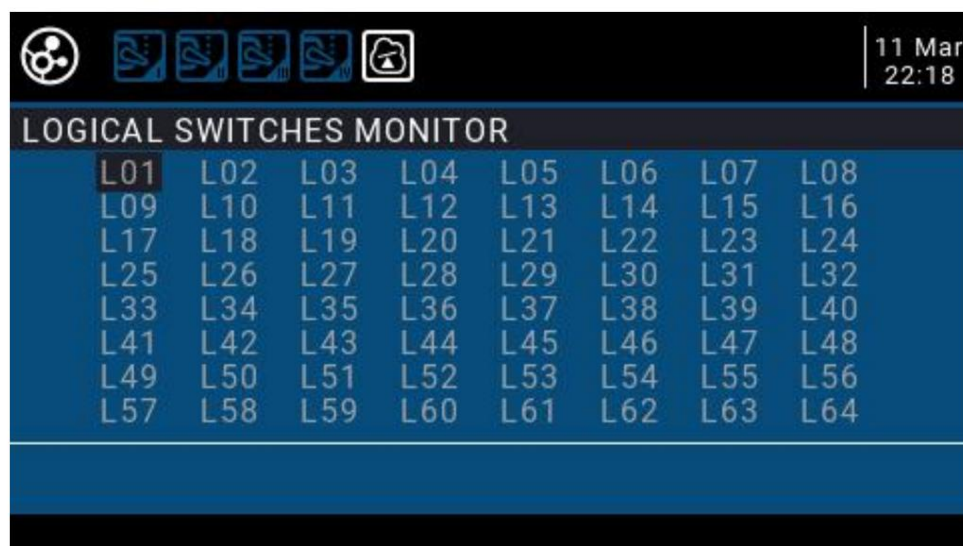 11 Mar
22:18
LOGICAL SWITCHES MONITOR
L01 L02 L03 L04 L05 L06 L07 L08
L09 L10 L11 L12 L13 L14 L15 L16
L17 L18 L19 L20 L21 L22 L23 L24
L25 L26 L27 L28 L29 L30 L31 L32
L33 L34 L35 L36 L37 L38 L39 L40
L41 L42 L43 L44 L45 L46 L47 L48
L49 L50 L51 L52 L53 L54 L55 L56
L57 L58 L59 L60 L61 L62 L63 L64